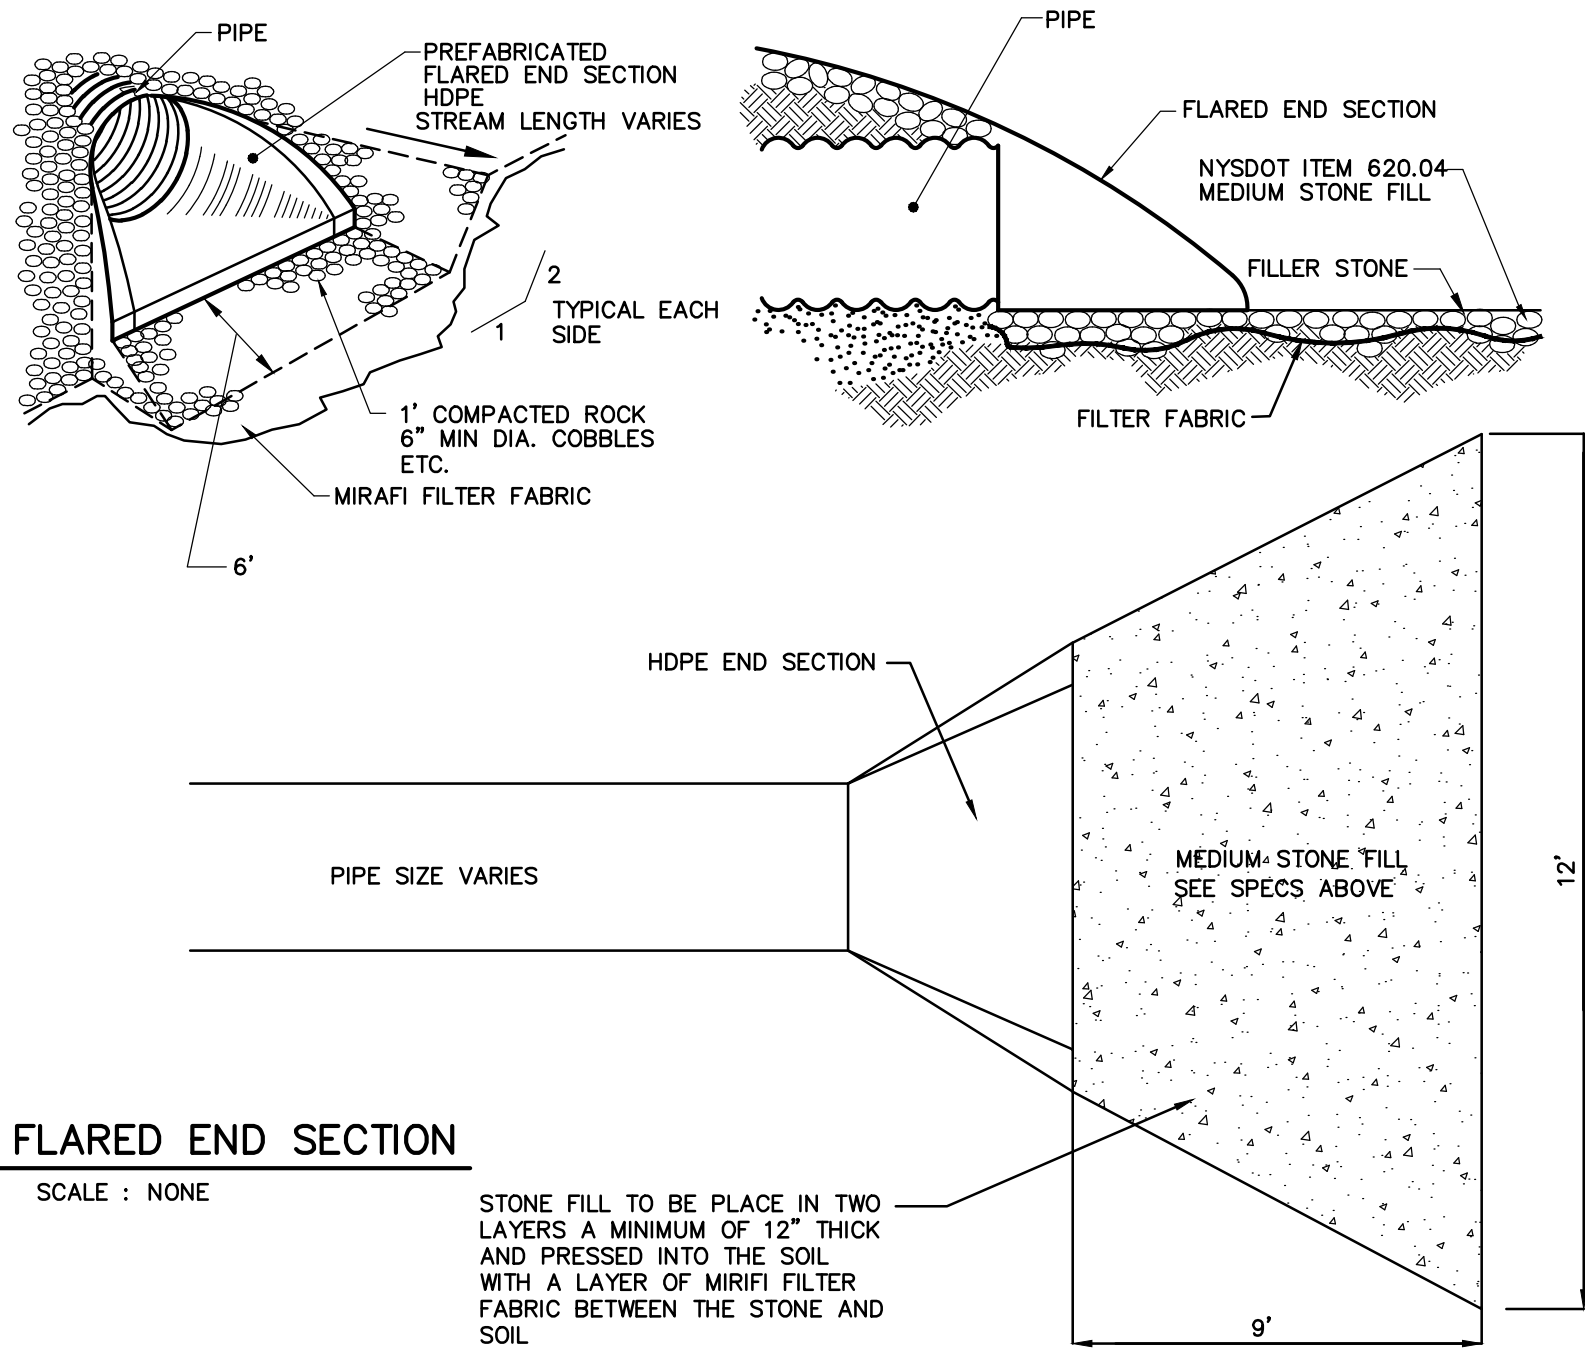 PIPE
PREFABRICATED
FLARED END SECTION
HDPE
STREAM LENGTH VARIES
2
1
TYPICAL EACH
SIDE
1' COMPACTED ROCK
6" MIN DIA. COBBLES
ETC.
MIRAFI FILTER FABRIC
6'
PIPE
FLARED END SECTION
NYSDOT ITEM 620.04
MEDIUM STONE FILL
FILLER STONE
FILTER FABRIC
HDPE END SECTION
PIPE SIZE VARIES
MEDIUM STONE FILL
SEE SPECS ABOVE
12'
9'
FLARED END SECTION
SCALE : NONE
STONE FILL TO BE PLACE IN TWO
LAYERS A MINIMUM OF 12" THICK
AND PRESSED INTO THE SOIL
WITH A LAYER OF MIRIFI FILTER
FABRIC BETWEEN THE STONE AND
SOIL